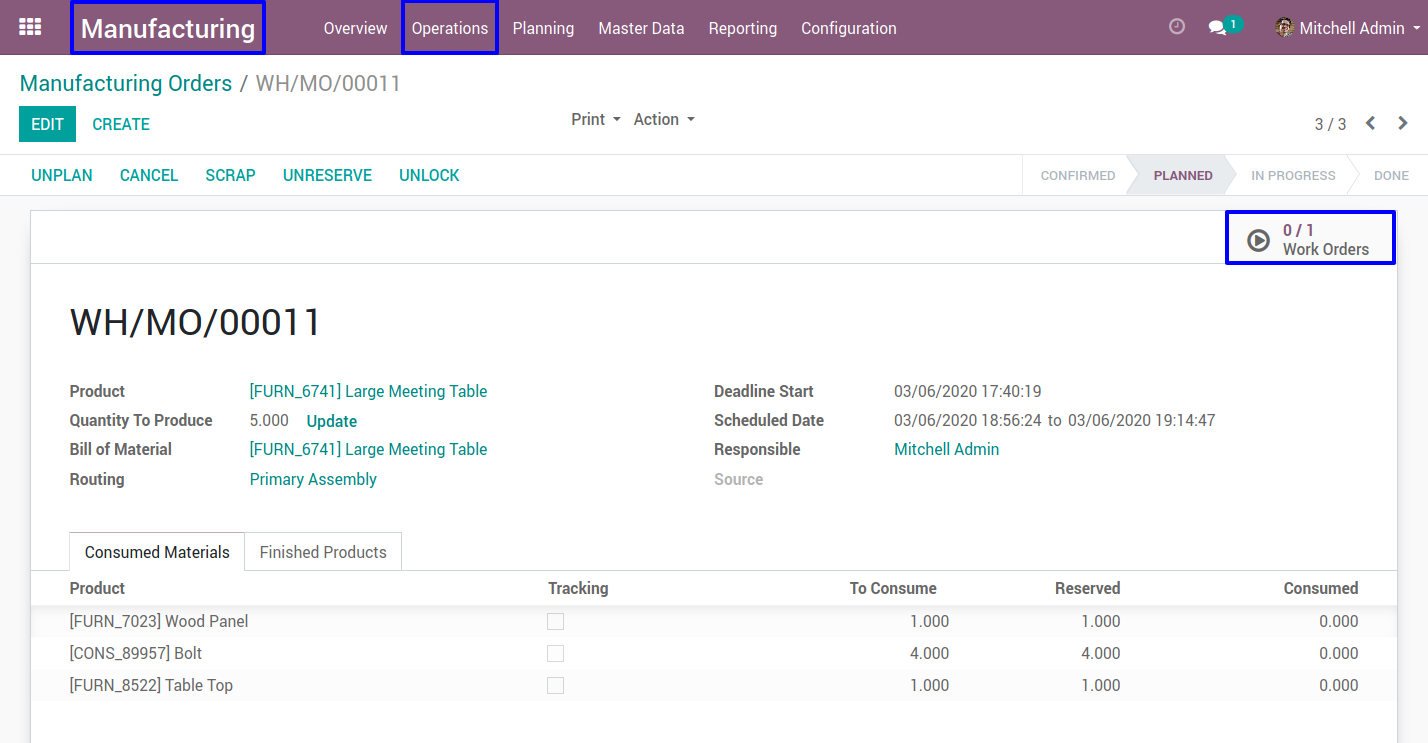 Manufacturing Overview Operations Planning Master Data Reporting Configuration 1 Mitchell Admin
Manufacturing Orders / WH/MO/00011
EDIT CREATE Print Action 3 / 3
UNPLAN CANCEL SCRAP UNRESERVE UNLOCK CONFIRMED PLANNED IN PROGRESS DONE
0 / 1
Work Orders
WH/MO/00011
Product [FURN_6741] Large Meeting Table Deadline Start 03/06/2020 17:40:19
Quantity To Produce 5.000 Update Scheduled Date 03/06/2020 18:56:24 to 03/06/2020 19:14:47
Bill of Material [FURN_6741] Large Meeting Table Responsible Mitchell Admin
Routing Primary Assembly Source
Consumed Materials Finished Products
Product Tracking To Consume Reserved Consumed
[FURN_7023] Wood Panel 1.000 1.000 0.000
[CONS_89957] Bolt 4.000 4.000 0.000
[FURN_8522] Table Top 1.000 1.000 0.000